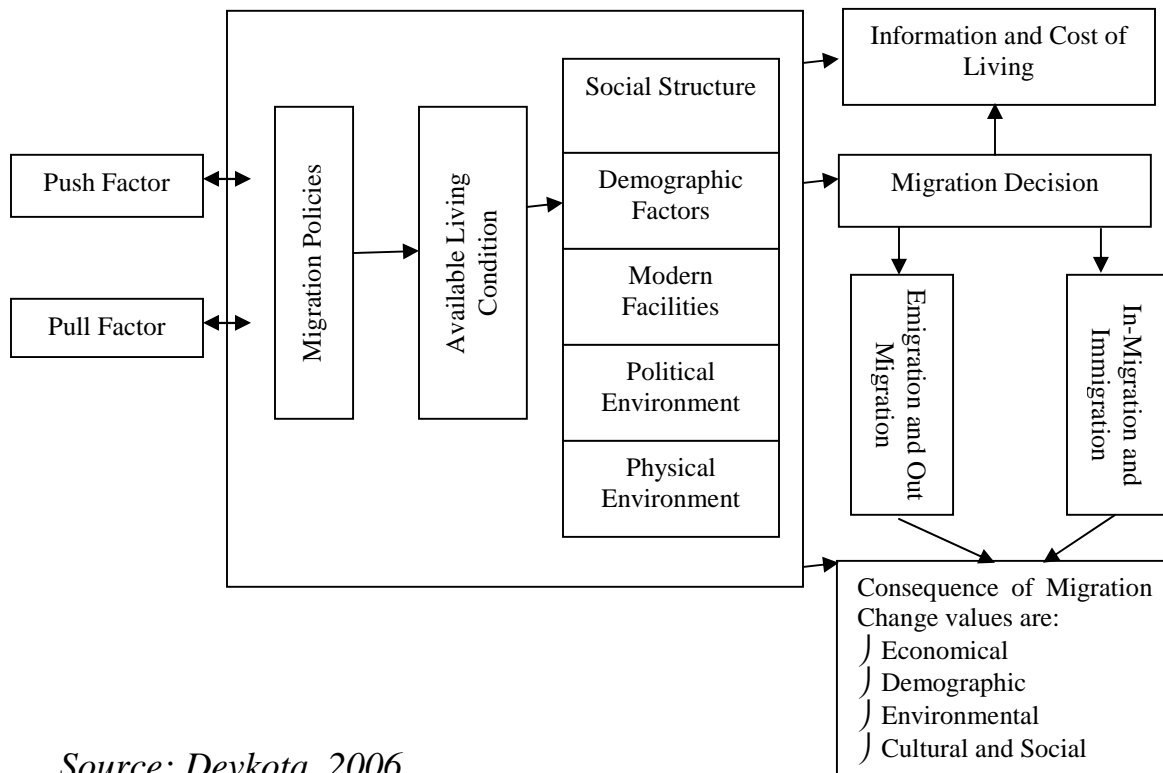 Push Factor
Pull Factor
Migration Policies
Available Living
Condition
Social Structure
Demographic
Factors
Modern
Facilities
Political
Environment
Physical
Environment
Information and Cost of
Living
Migration Decision
Emigration and Out
Migration
In-Migration and
Immigration
Consequence of Migration
Change values are:
⌡ Economical
⌡ Demographic
⌡ Environmental
⌡ Cultural and Social
Source: Devkota, 2006